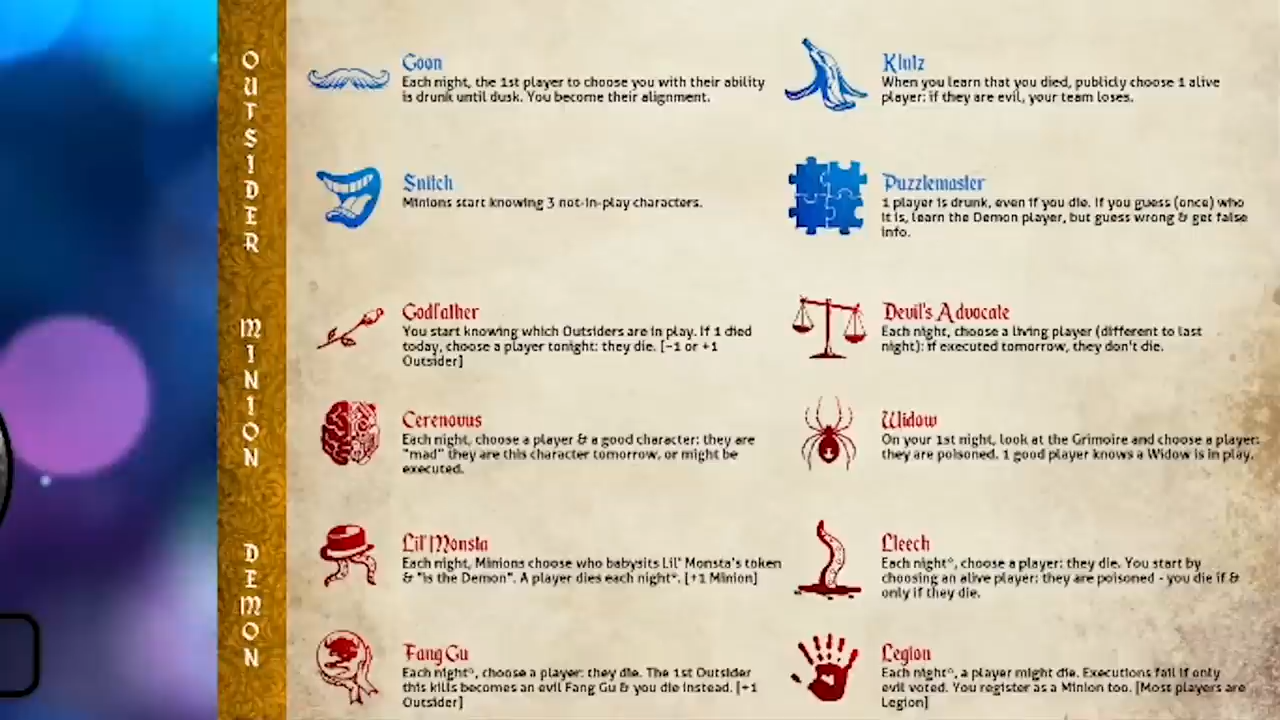 OUTSIDER
Goon
Each night, the 1st player to choose you with their ability
is drunk until dusk. You become their alignment.
Klutz
When you learn that you died, publicly choose 1 alive
player: if they are evil, your team loses.
Snitch
Minions start knowing 3 not-in-play characters.
Puzzlemaster
1 player is drunk, even if you die. If you guess (once) who
it is, learn the Demon player, but guess wrong & get false
info.
MINION
Godfather
You start knowing which Outsiders are in play. If 1 died
today, choose a player tonight: they die. [-1 or +1
Outsider]
Devil's Advocate
Each night, choose a living player (different to last
night): if executed tomorrow, they don't die.
Cerenovus
Each night, choose a player & a good character: they are
"mad" they are this character tomorrow, or might be
executed.
Widow
On your 1st night, look at the Grimoire and choose a player:
they are poisoned. 1 good player knows a Widow is in play.
DEMON
Lil' Monsta
Each night, Minions choose who babysits Lil' Monsta's token
& "is the Demon". A player dies each night*. [+1 Minion]
Lleech
Each night*, choose a player: they die. You start by
choosing an alive player: they are poisoned - you die if &
only if they die.
Fang Gu
Each night*, choose a player: they die. The 1st Outsider
this kills becomes an evil Fang Gu & you die instead. [+1
Outsider]
Legion
Each night*, a player might die. Executions fail if only
evil voted. You register as a Minion too. [Most players are
Legion]